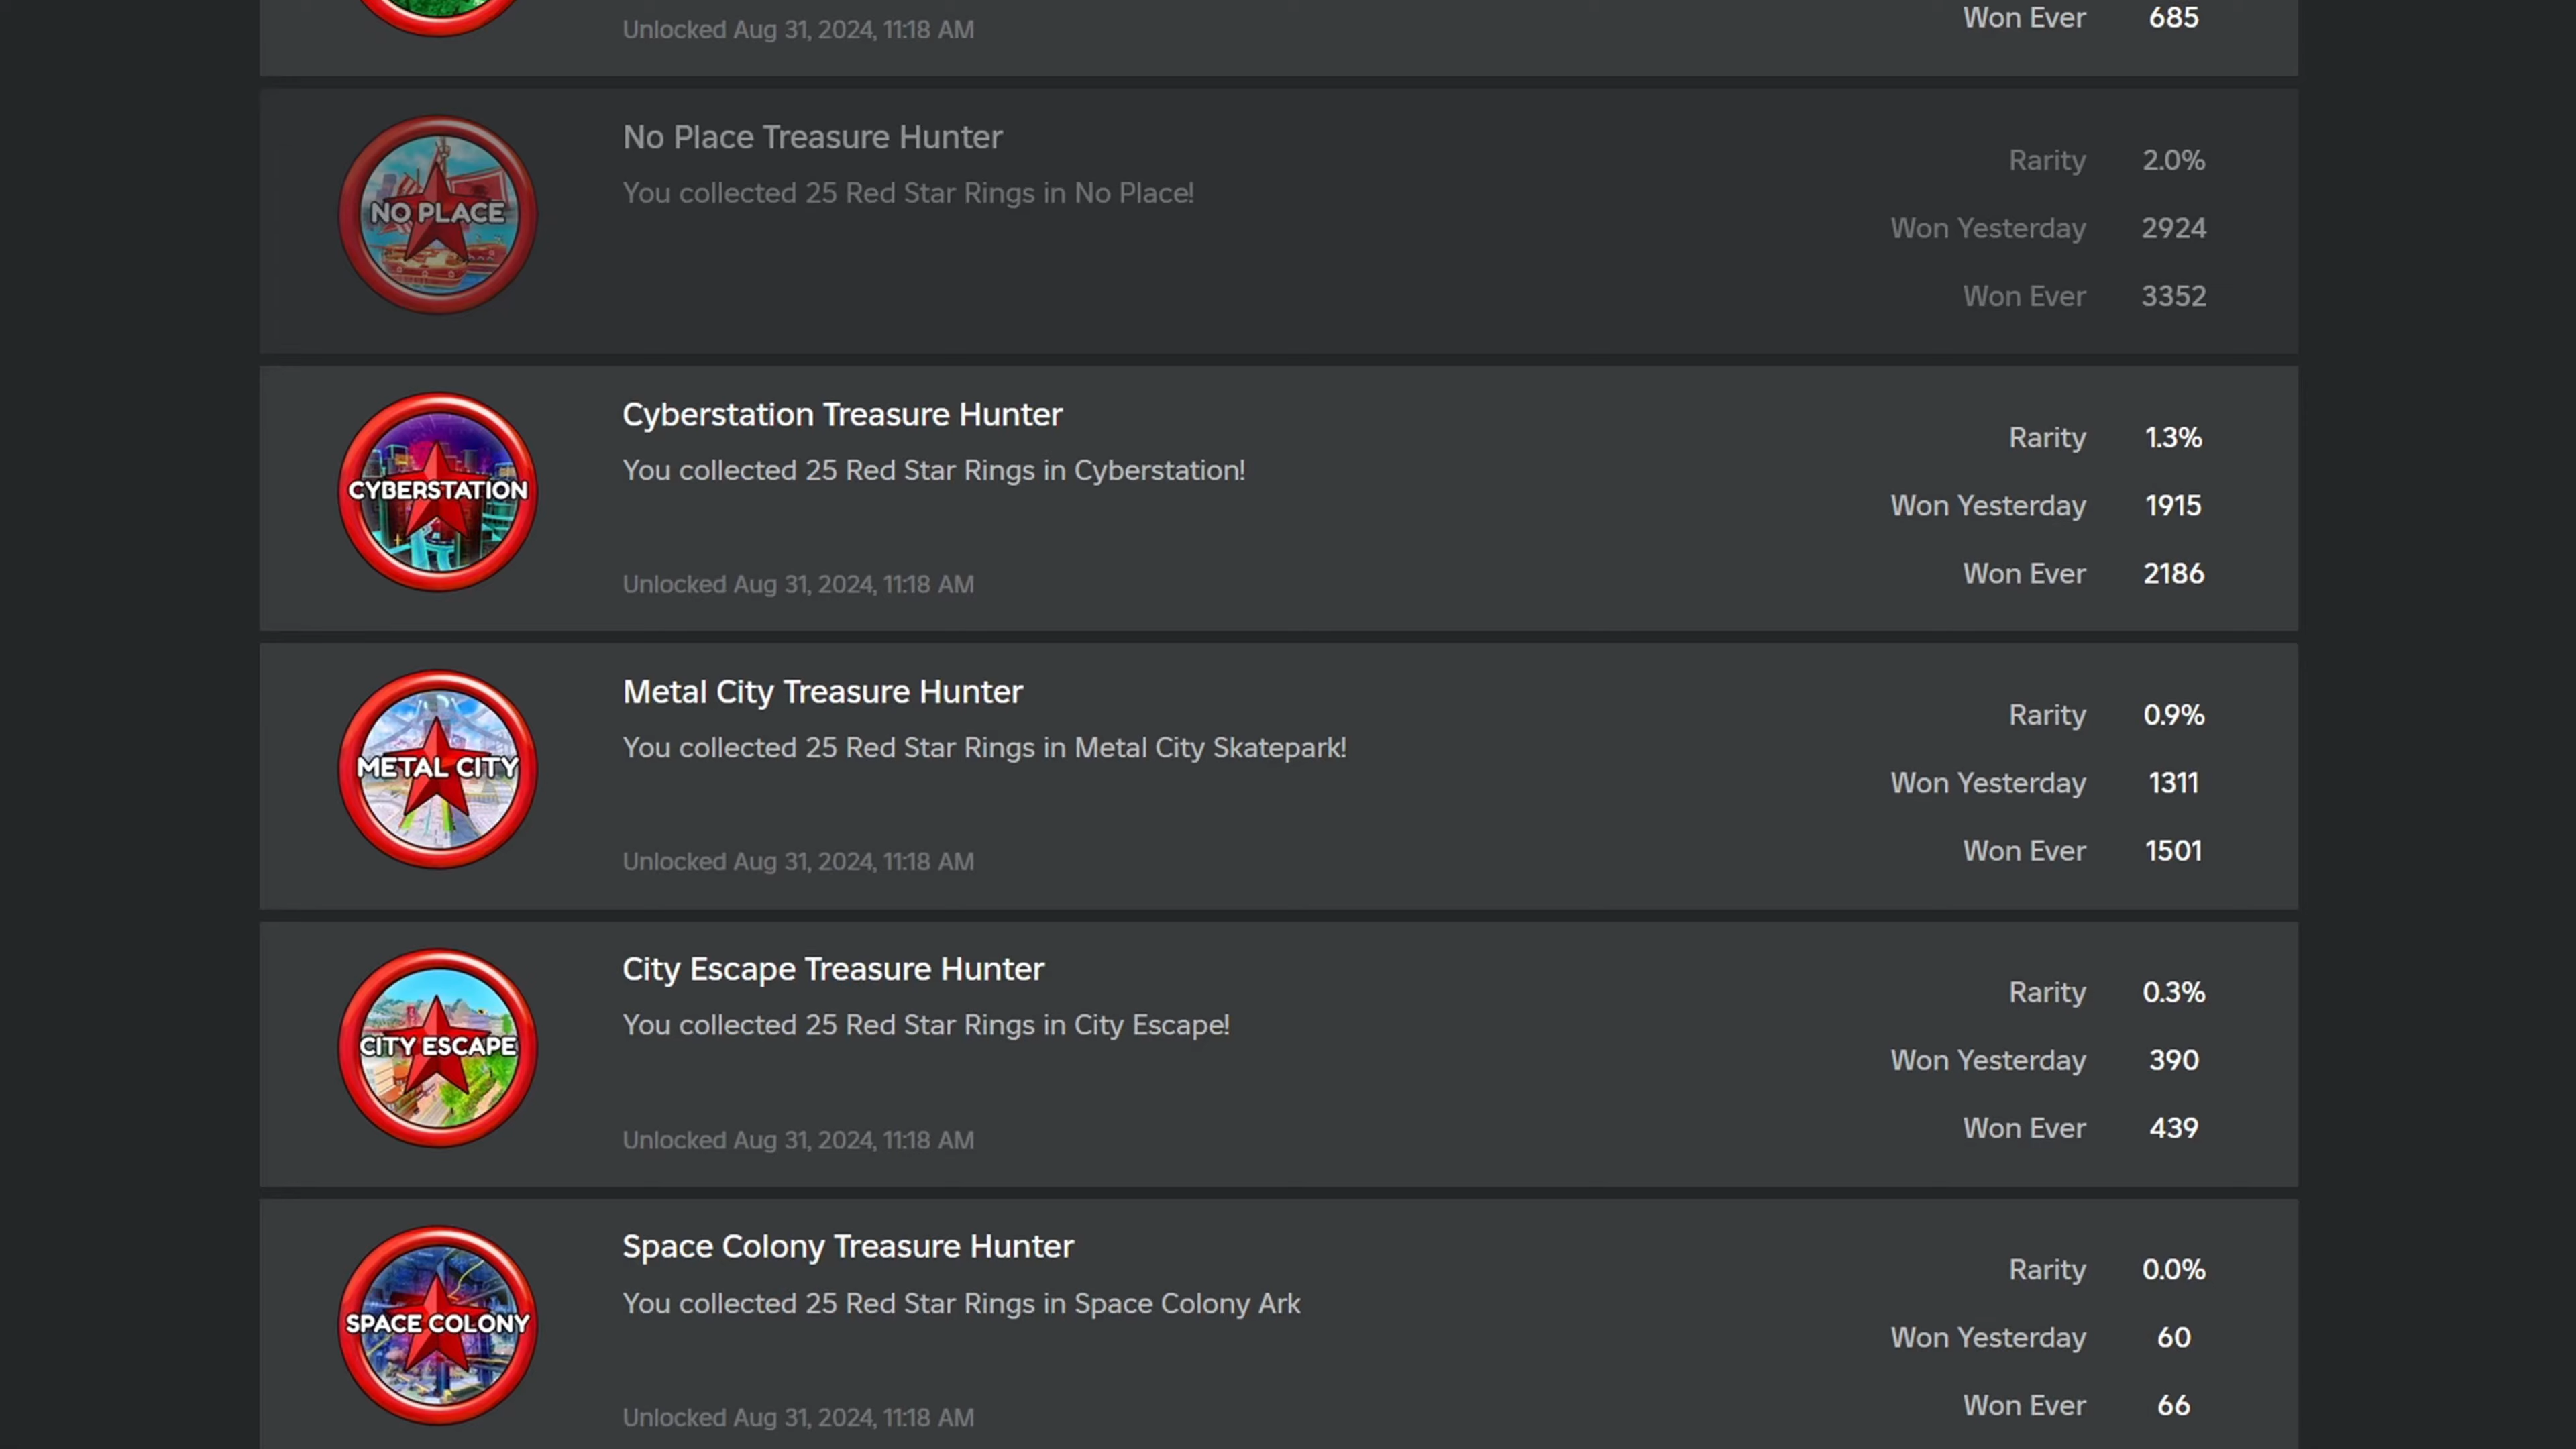 Unlocked Aug 31, 2024, 11:18 AM
Won Ever 685
NO PLACE
No Place Treasure Hunter
You collected 25 Red Star Rings in No Place!
Rarity 2.0%
Won Yesterday 2924
Won Ever 3352
CYBERSTATION
Cyberstation Treasure Hunter
You collected 25 Red Star Rings in Cyberstation!
Unlocked Aug 31, 2024, 11:18 AM
Rarity 1.3%
Won Yesterday 1915
Won Ever 2186
METAL CITY
Metal City Treasure Hunter
You collected 25 Red Star Rings in Metal City Skatepark!
Unlocked Aug 31, 2024, 11:18 AM
Rarity 0.9%
Won Yesterday 1311
Won Ever 1501
CITY ESCAPE
City Escape Treasure Hunter
You collected 25 Red Star Rings in City Escape!
Unlocked Aug 31, 2024, 11:18 AM
Rarity 0.3%
Won Yesterday 390
Won Ever 439
SPACE COLONY
Space Colony Treasure Hunter
You collected 25 Red Star Rings in Space Colony Ark
Unlocked Aug 31, 2024, 11:18 AM
Rarity 0.0%
Won Yesterday 60
Won Ever 66